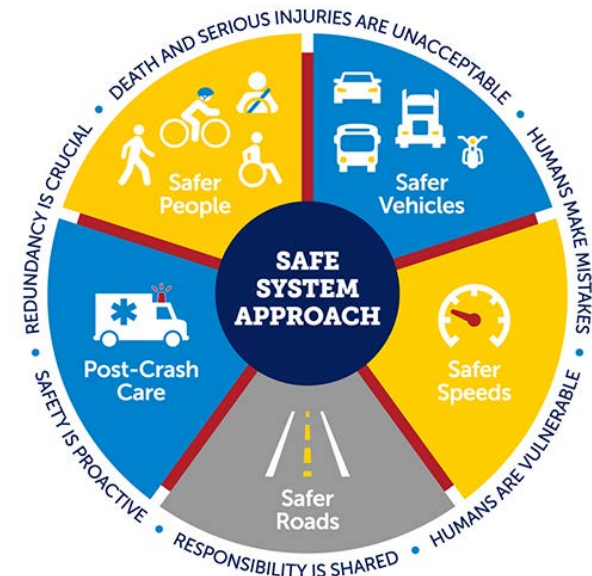 DEATH AND SERIOUS INJURIES ARE UNACCEPTABLE
HUMANS MAKE MISTAKES
HUMANS ARE VULNERABLE
RESPONSIBILITY IS SHARED
SAFETY IS PROACTIVE
REDUNDANCY IS CRUCIAL
Safer
People
Safer
Vehicles
SAFE
SYSTEM
APPROACH
Post-Crash
Care
Safer
Speeds
Safer
Roads